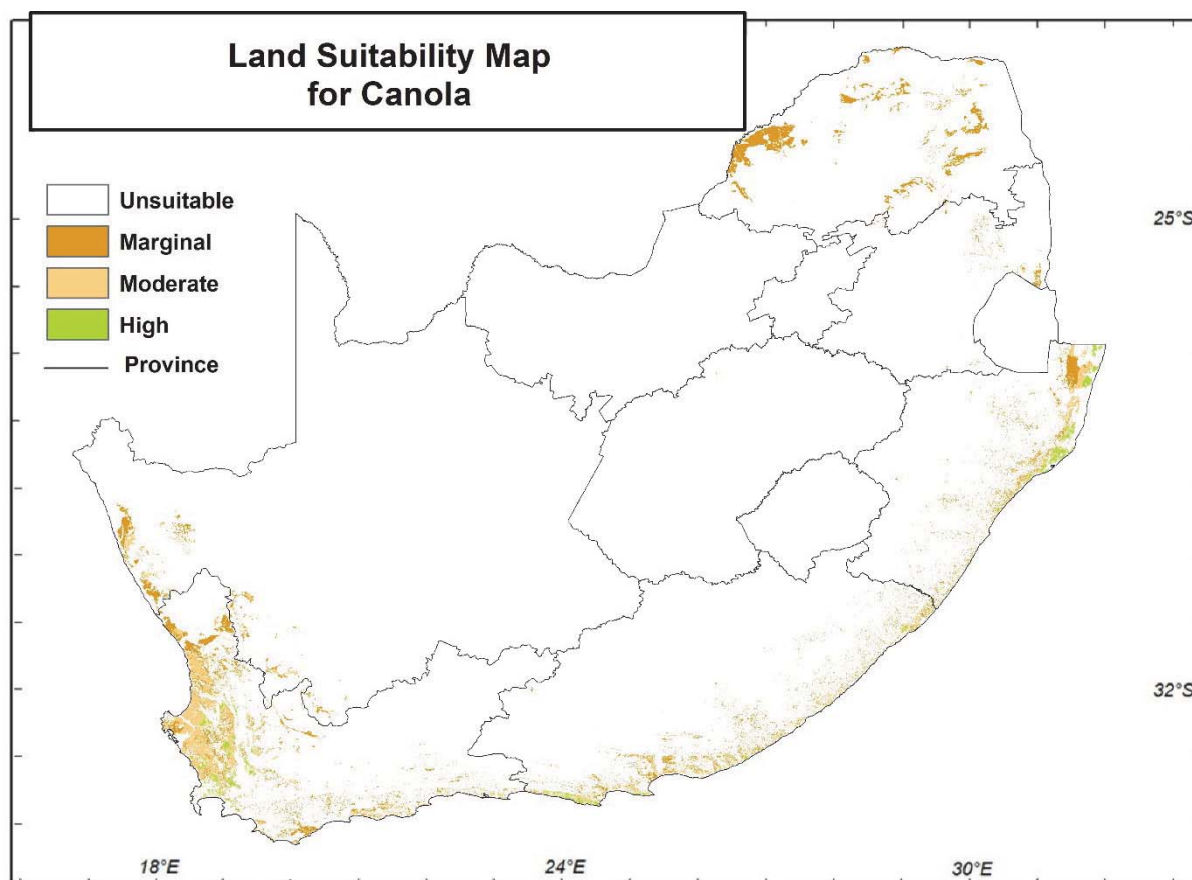 Land Suitability Map
for Canola
Unsuitable
Marginal
Moderate
High
Province
25°S
32°S
18°E
24°E
30°E